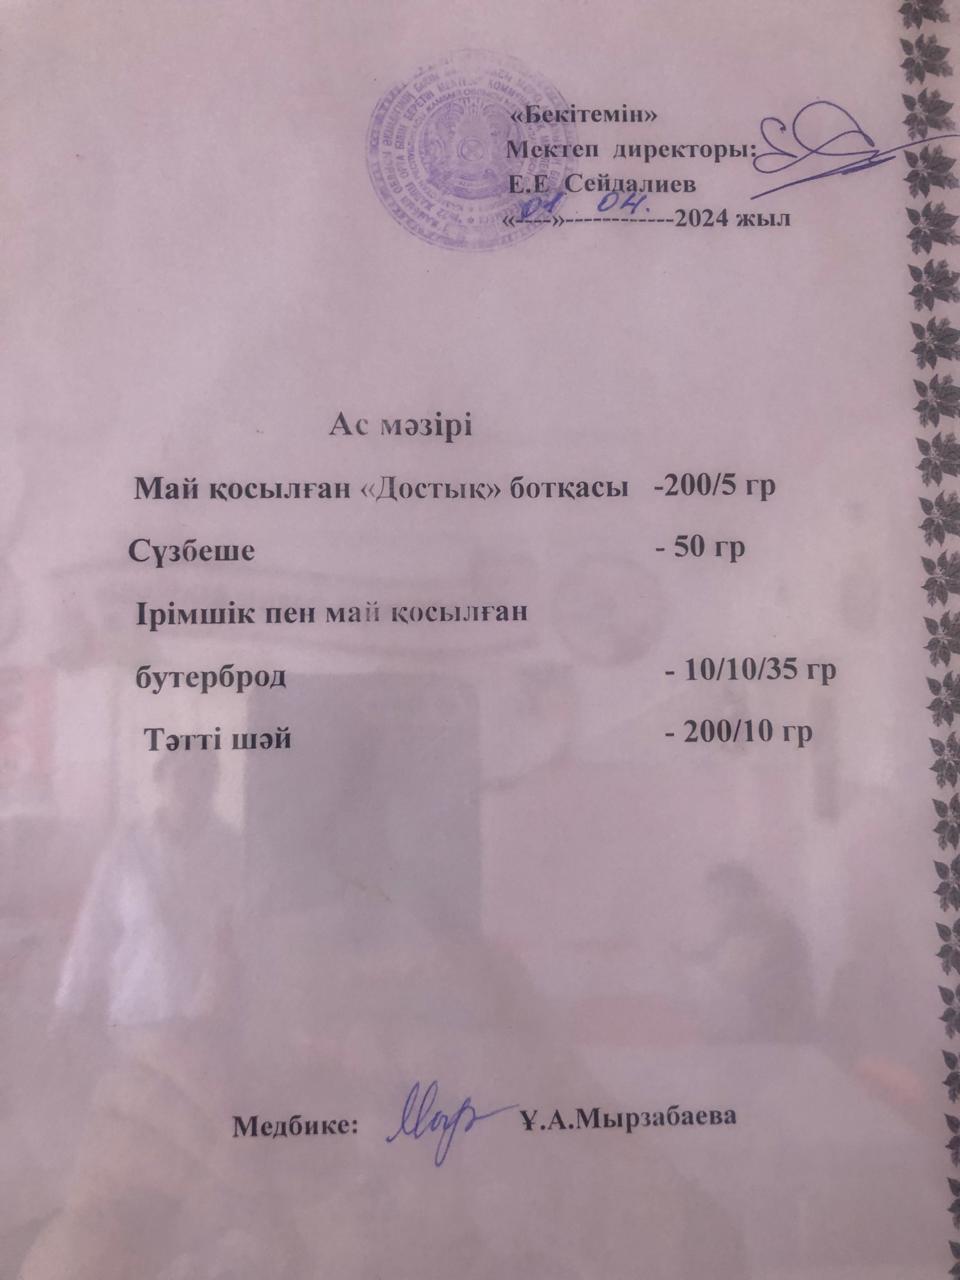 «Бекітемін»
Мектеп директоры:
Е.Е Сейдалиев
«--01--»----04.----2024 жыл
Ас мәзірі
Май қосылған «Достық» ботқасы -200/5 гр
Сүзбеше - 50 гр
Ірімшік пен май қосылған
бутерброд - 10/10/35 гр
Тәтті шәй - 200/10 гр
Медбике: Ұ.А.Мырзабаева